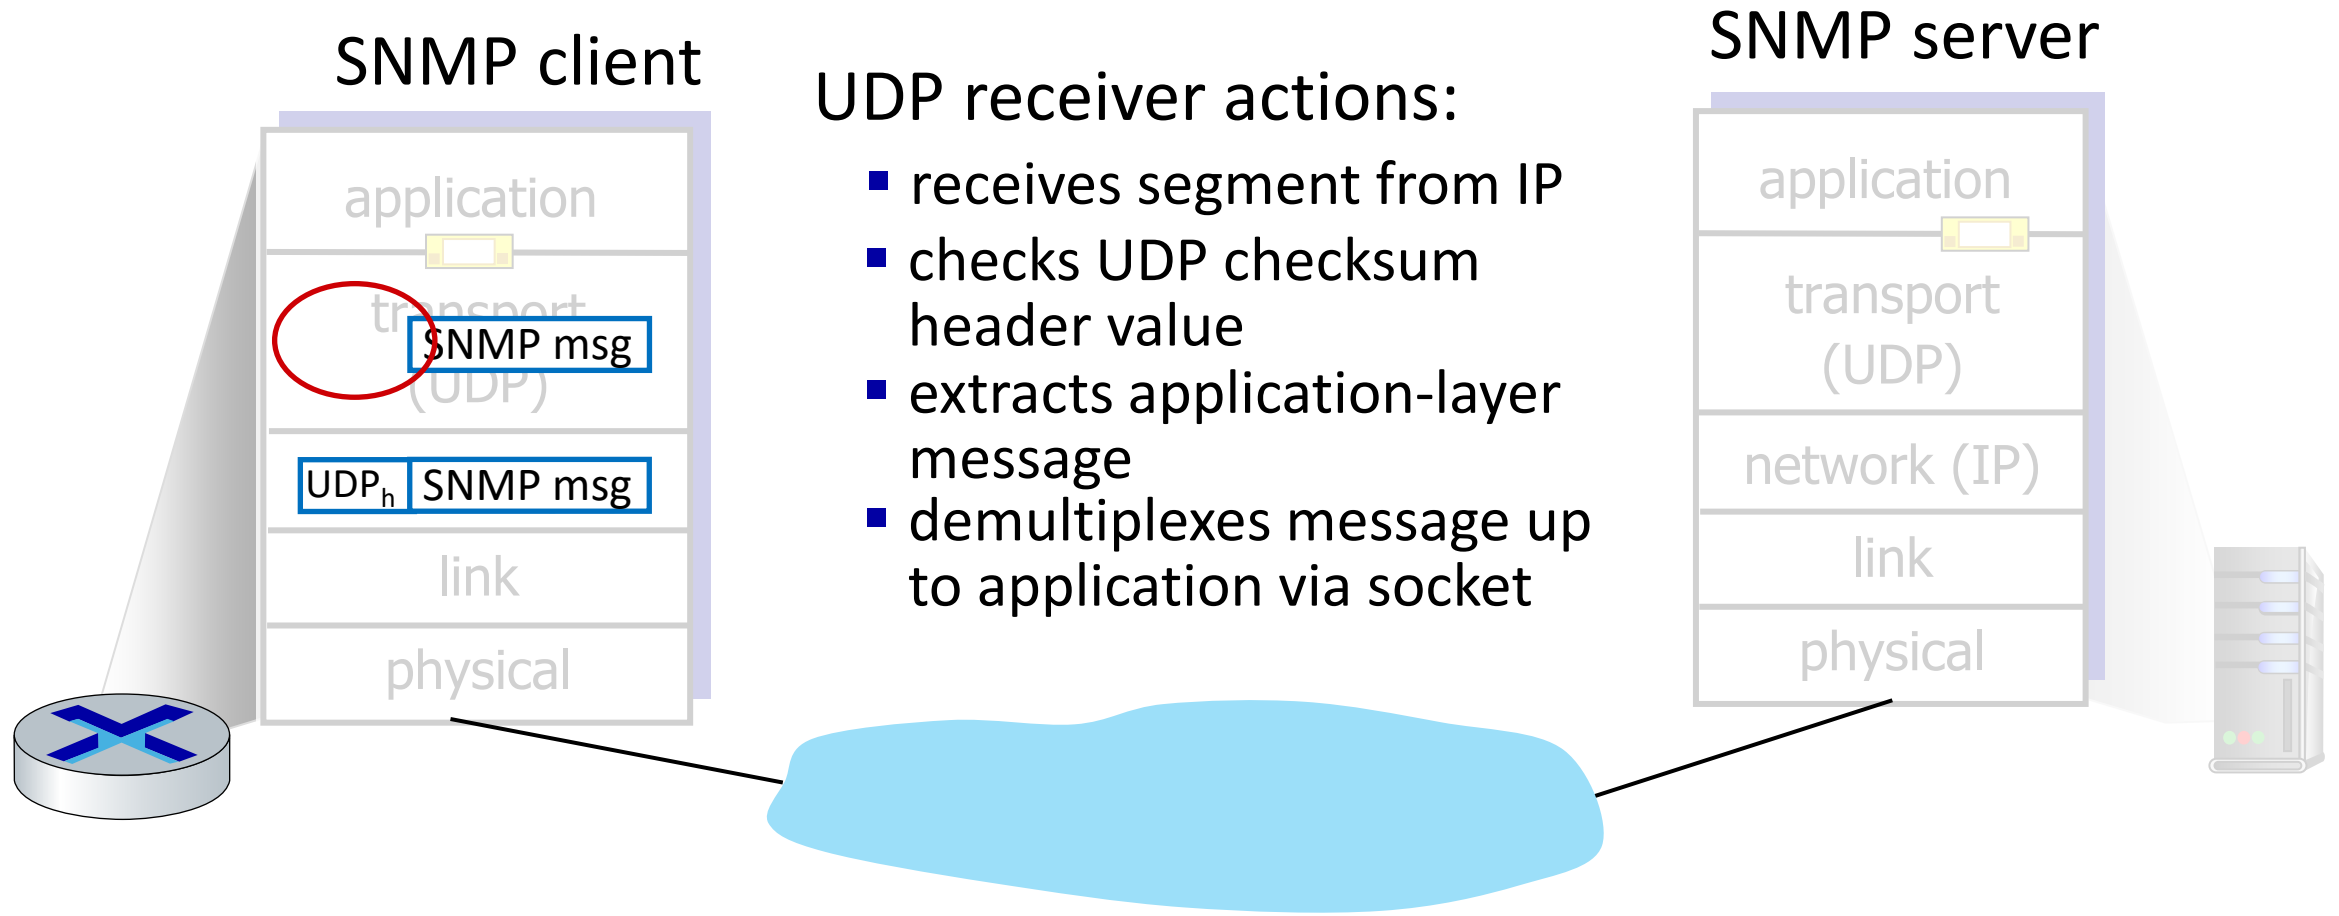 SNMP client
application
transport
SNMP msg
(UDP)
UDPh SNMP msg
link
physical
UDP receiver actions:
receives segment from IP
checks UDP checksum
header value
extracts application-layer
message
demultiplexes message up
to application via socket
SNMP server
application
transport
(UDP)
network (IP)
link
physical